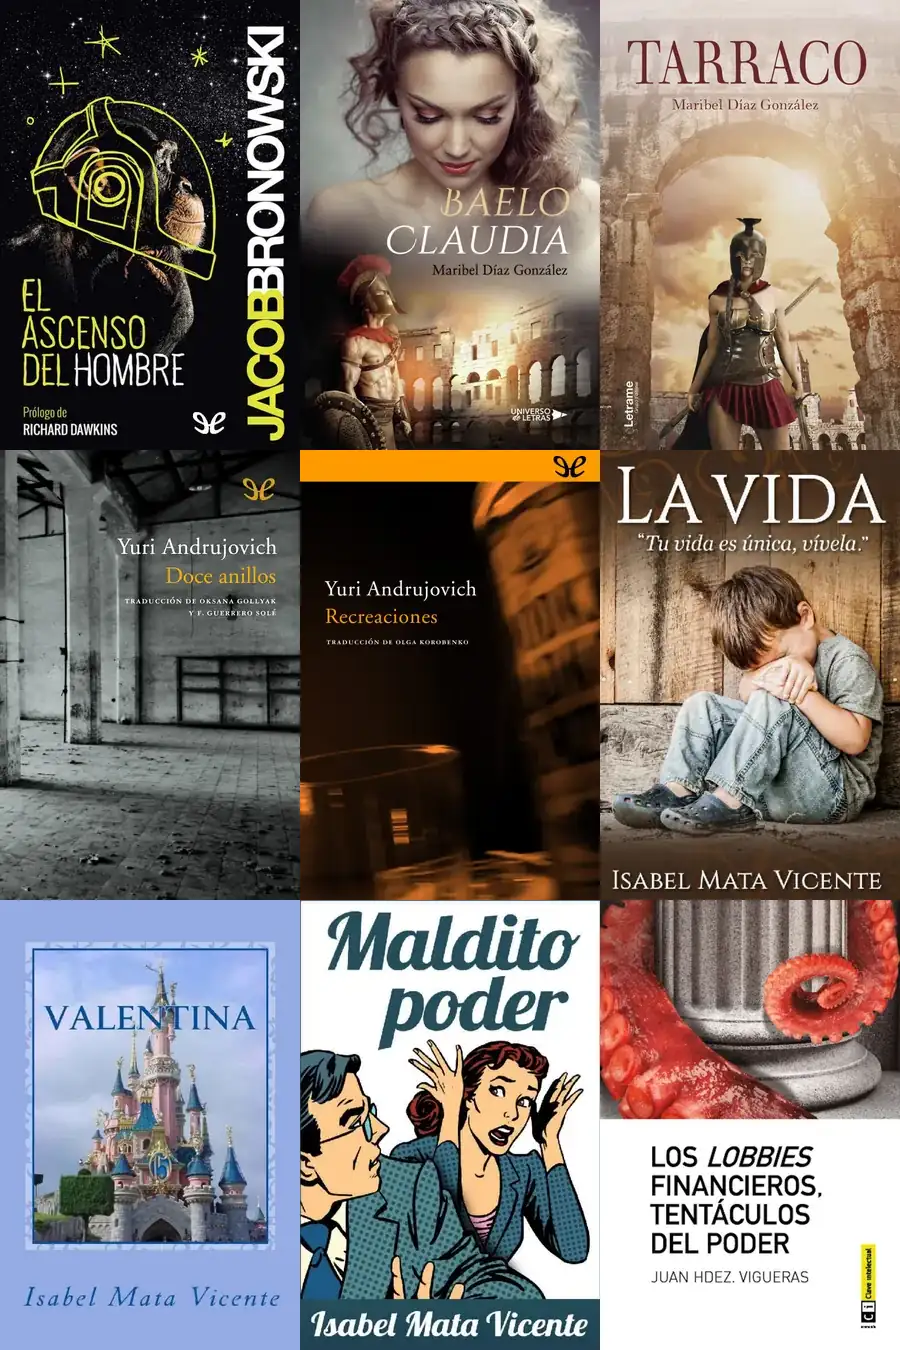 EL
ASCENSO
DEL HOMBRE
Prólogo de
RICHARD DAWKINS
JACOBBRONOWSKI
BAELO
CLAUDIA
Maribel Díaz González
UNIVERSO
DE LETRAS
TARRACO
Maribel Díaz González
Letrame
Yuri Andrujovich
Doce anillos
TRADUCCIÓN DE OKSANA GOLLYAK
Y F. GUERRERO SOLÉ
Yuri Andrujovich
Recreaciones
TRADUCCIÓN DE OLGA KOROBENKO
LA VIDA
"Tu vida es única, vívela."
ISABEL MATA VICENTE
VALENTINA
15
Isabel Mata Vicente
Maldito
poder
Isabel Mata Vicente
LOS LOBBIES
FINANCIEROS,
TENTÁCULOS
DEL PODER
JUAN HDEZ. VIGUERAS
Clave intelectual